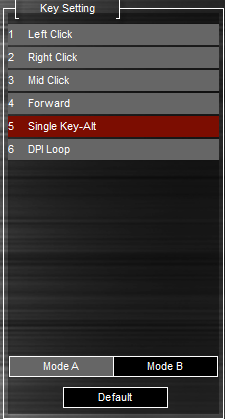 Key Setting
1 Left Click
2 Right Click
3 Mid Click
4 Forward
5 Single Key-Alt
6 DPI Loop
Mode A Mode B
Default